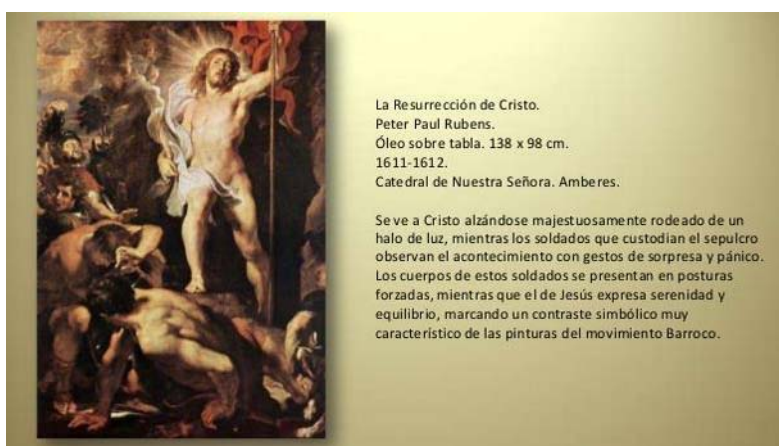 La Resurrección de Cristo.
Peter Paul Rubens.
Óleo sobre tabla. 138 x 98 cm.
1611-1612.
Catedral de Nuestra Señora. Amberes.
Se ve a Cristo alzándose majestuosamente rodeado de un
halo de luz, mientras los soldados que custodian el sepulcro
observan el acontecimiento con gestos de sorpresa y pánico.
Los cuerpos de estos soldados se presentan en posturas
forzadas, mientras que el de Jesús expresa serenidad y
equilibrio, marcando un contraste simbólico muy
característico de las pinturas del movimiento Barroco.